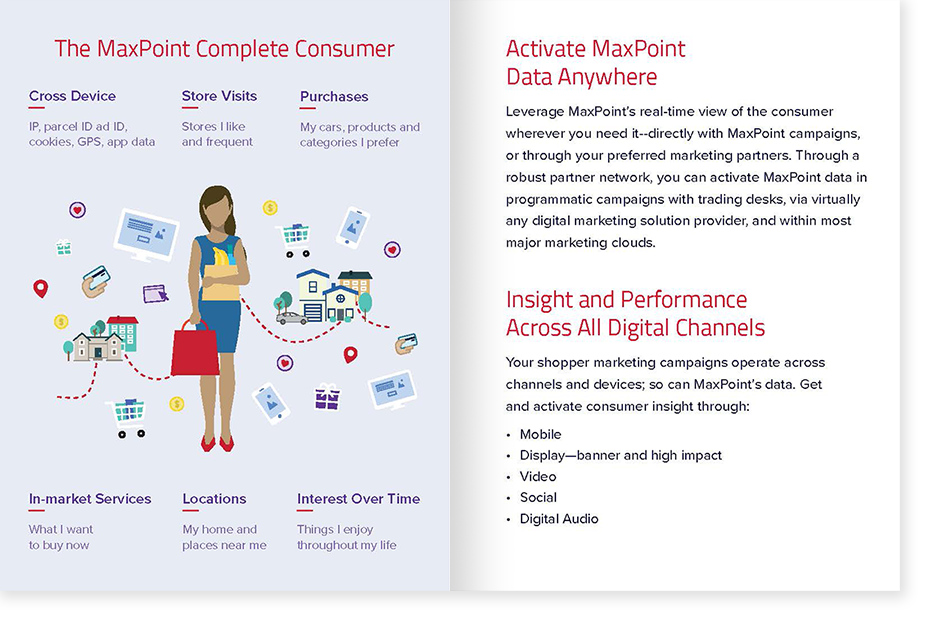 The MaxPoint Complete Consumer
Cross Device
IP, parcel ID ad ID,
cookies, GPS, app data
Store Visits
Stores I like
and frequent
Purchases
My cars, products and
categories I prefer
In-market Services
What I want
to buy now
Locations
My home and
places near me
Interest Over Time
Things I enjoy
throughout my life
Activate MaxPoint
Data Anywhere
Leverage MaxPoint's real-time view of the consumer
wherever you need it--directly with MaxPoint campaigns,
or through your preferred marketing partners. Through a
robust partner network, you can activate MaxPoint data in
programmatic campaigns with trading desks, via virtually
any digital marketing solution provider, and within most
major marketing clouds.
Insight and Performance
Across All Digital Channels
Your shopper marketing campaigns operate across
channels and devices; so can MaxPoint's data. Get
and activate consumer insight through:
• Mobile
• Display—banner and high impact
• Video
• Social
• Digital Audio